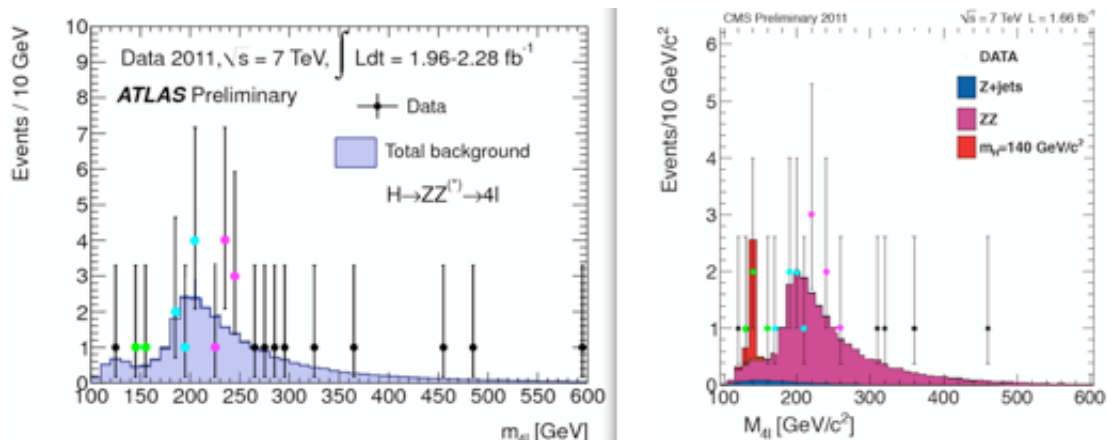 10
9
8
7
6
5
4
3
2
1
0
Events / 10 GeV
Data 2011, √s = 7 TeV, ∫ Ldt = 1.96-2.28 fb⁻¹
ATLAS Preliminary
Data
Total background
H→ZZ⁽*⁾→4l
100 150 200 250 300 350 400 450 500 550 600
m₄ₗ [GeV]
CMS Preliminary 2011 √s = 7 TeV L = 1.66 fb⁻¹
6
5
4
3
2
1
0
Events/10 GeV/c²
DATA
Z+jets
ZZ
m_H=140 GeV/c²
100 200 300 400 500 600
M₄ₗ [GeV/c²]